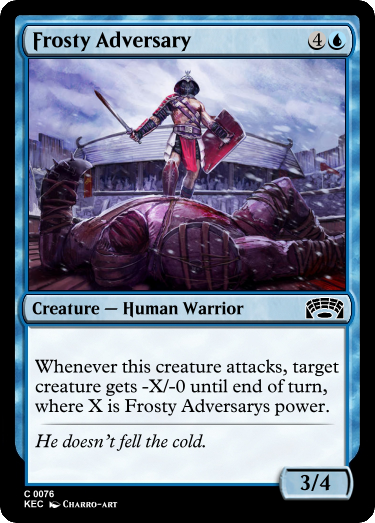 Frosty Adversary 4
Creature — Human Warrior
Whenever this creature attacks, target
creature gets -X/-0 until end of turn,
where X is Frosty Adversarys power.
He doesn't fell the cold.
3/4
C 0076
KEC Charro-art